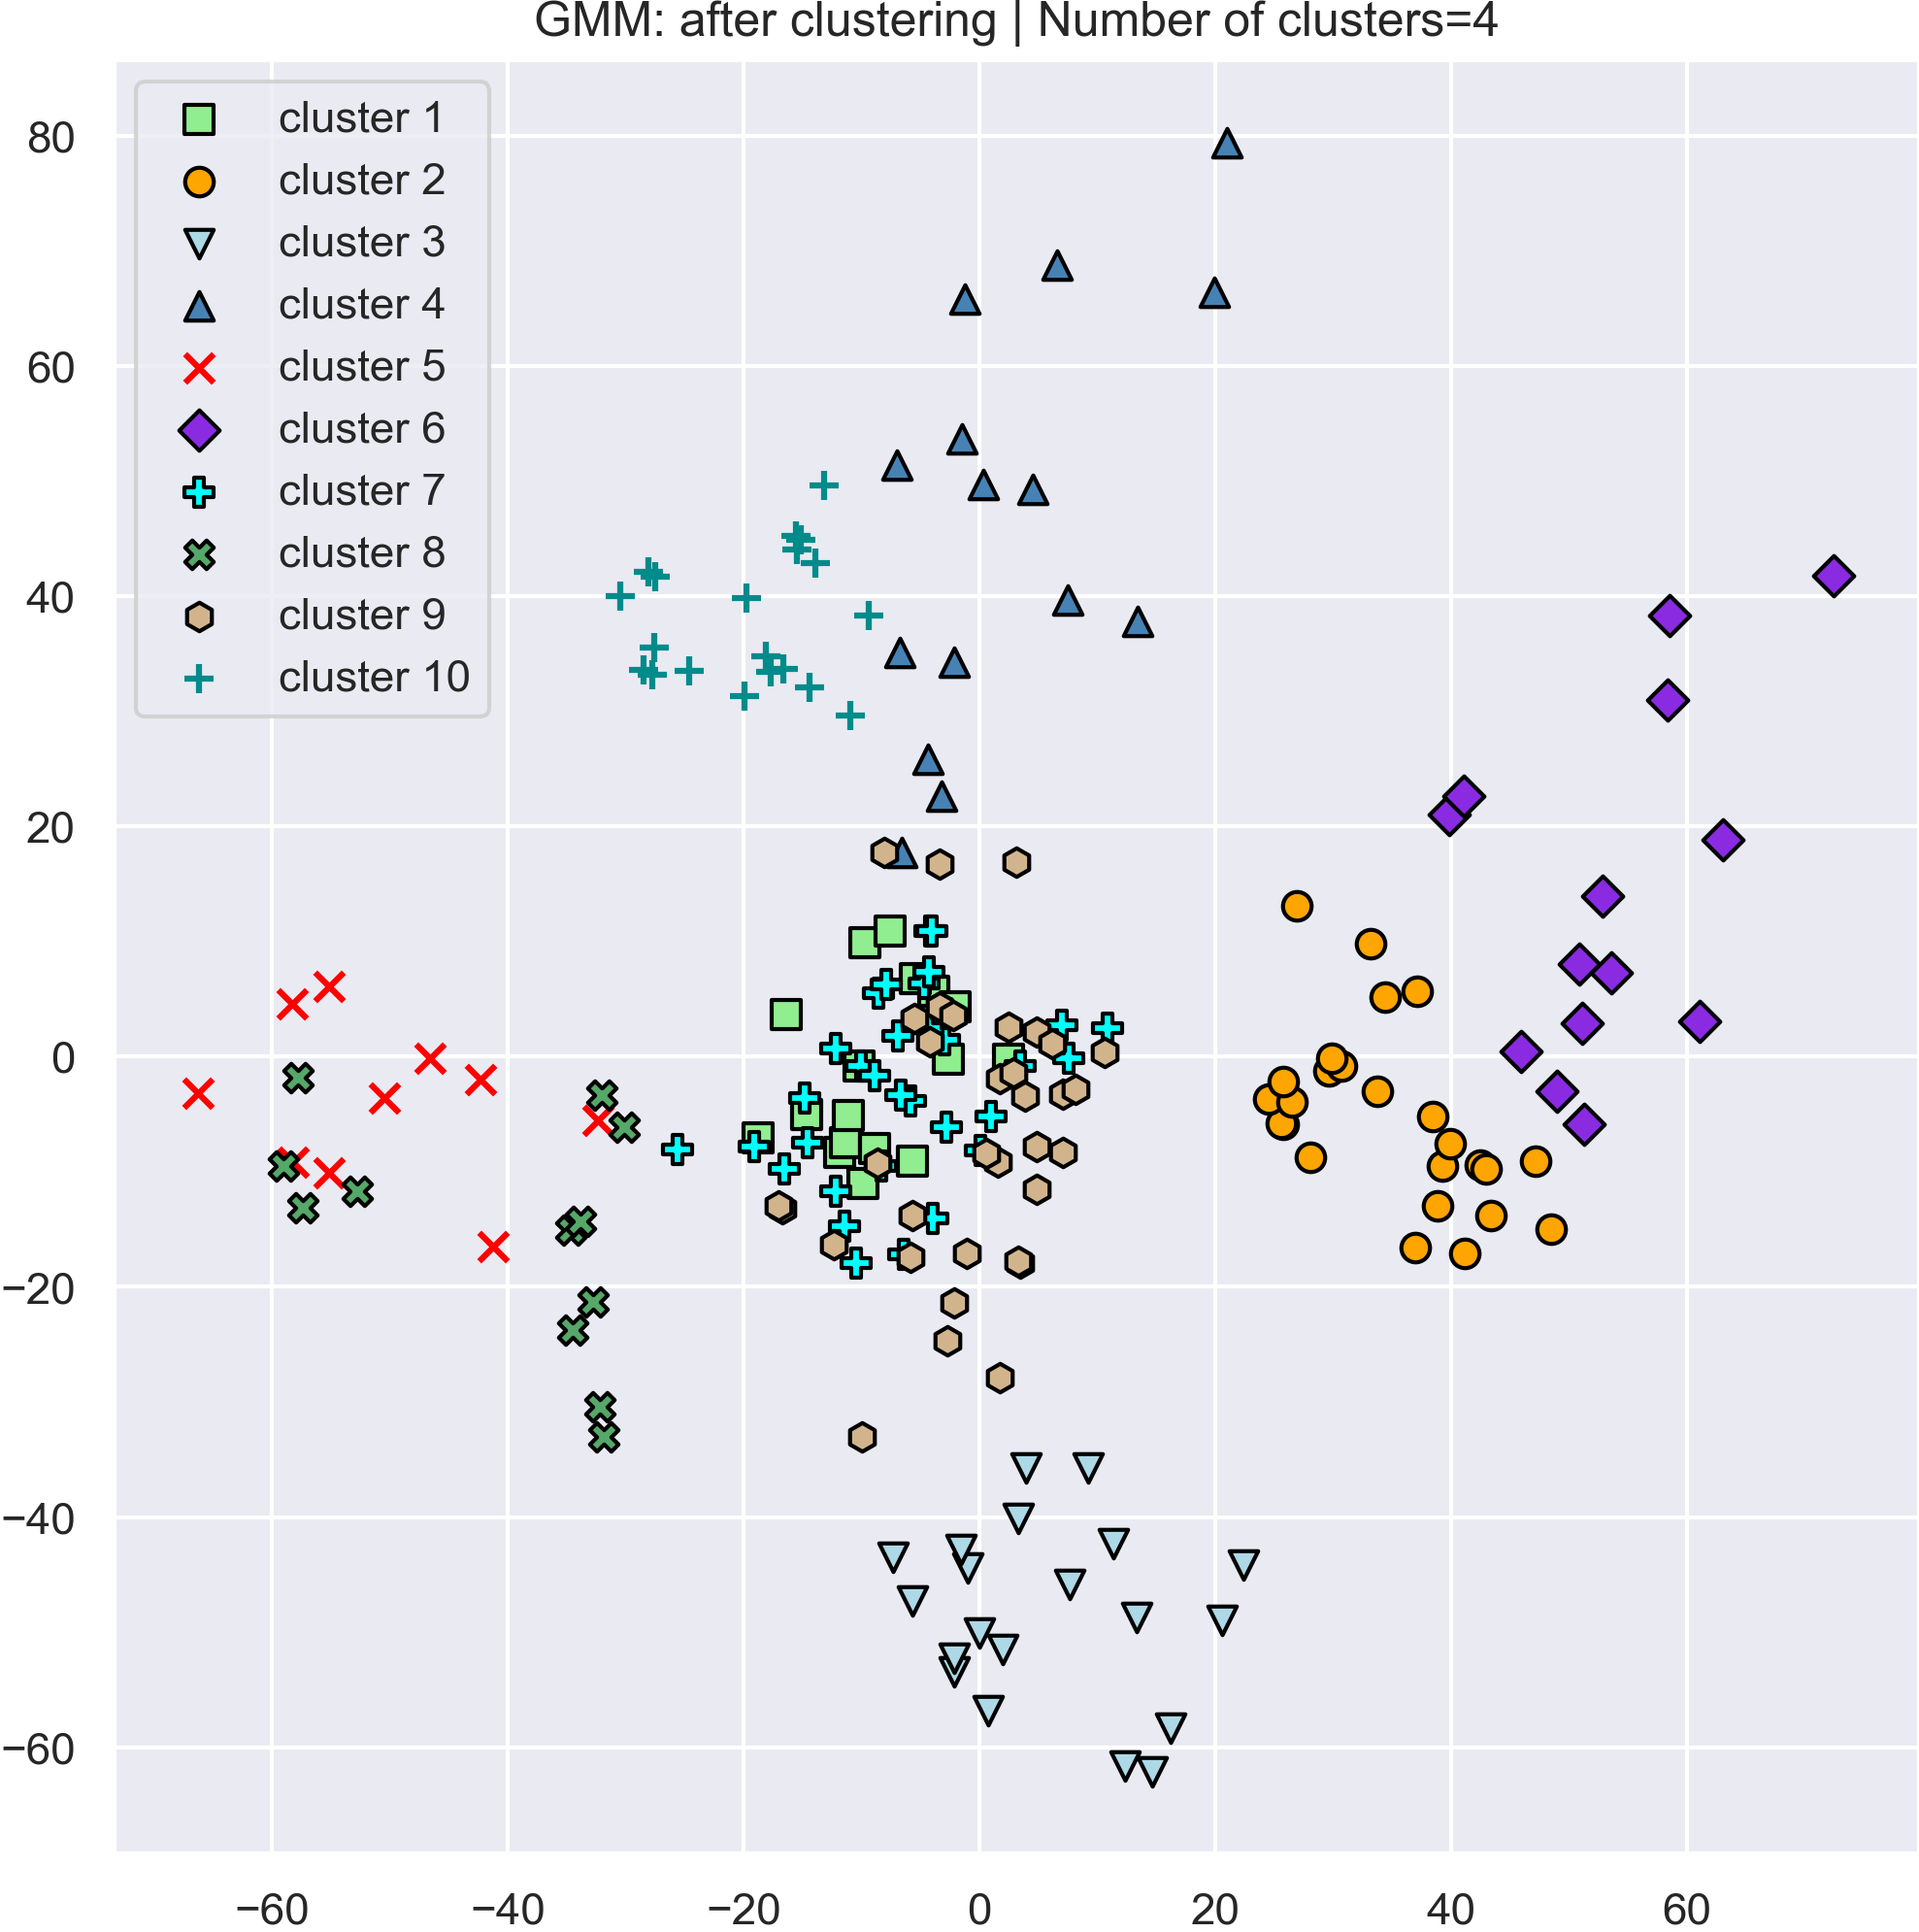 GMM: after clustering | Number of clusters=4
cluster 1
cluster 2
cluster 3
cluster 4
cluster 5
cluster 6
cluster 7
cluster 8
cluster 9
cluster 10
80
60
40
20
0
−20
−40
−60
−60 −40 −20 0 20 40 60